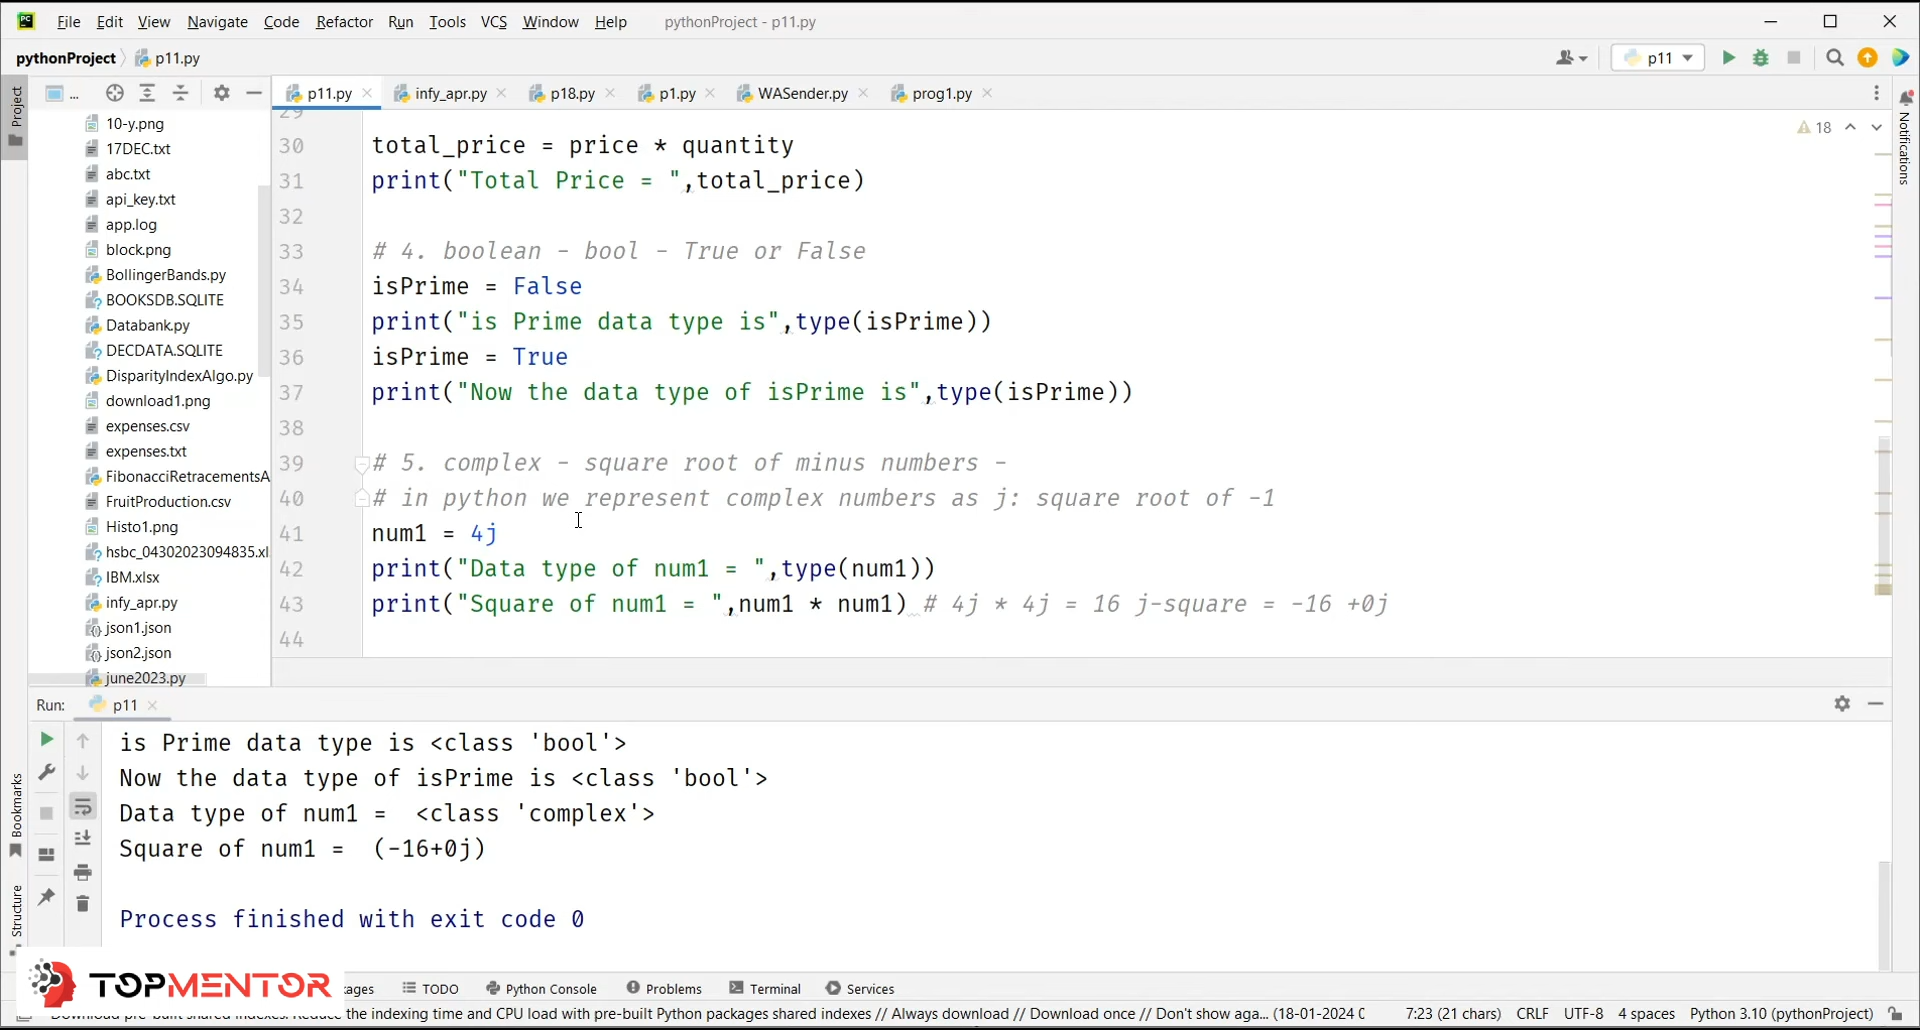 File Edit View Navigate Code Refactor Run Tools VCS Window Help pythonProject - p11.py
pythonProject p11.py p11
Project ... p11.py infy_apr.py p18.py p1.py WASender.py prog1.py
Notifications
10-y.png
17DEC.txt
abc.txt
api_key.txt
app.log
block.png
BollingerBands.py
BOOKSDB.SQLITE
Databank.py
DECDATA.SQLITE
DisparityIndexAlgo.py
download1.png
expenses.csv
expenses.txt
FibonacciRetracementsA
FruitProduction.csv
Histo1.png
hsbc_04302023094835.xl
IBM.xlsx
infy_apr.py
json1.json
json2.json
june2023.py
18
29
30 total_price = price * quantity
31 print("Total Price = ",total_price)
32
33 # 4. boolean - bool - True or False
34 isPrime = False
35 print("is Prime data type is",type(isPrime))
36 isPrime = True
37 print("Now the data type of isPrime is",type(isPrime))
38
39 # 5. complex - square root of minus numbers -
40 # in python we represent complex numbers as j: square root of -1
41 num1 = 4j
42 print("Data type of num1 = ",type(num1))
43 print("Square of num1 = ",num1 * num1) # 4j * 4j = 16 j-square = -16 +0j
44
Run: p11
is Prime data type is <class 'bool'>
Now the data type of isPrime is <class 'bool'>
Data type of num1 =  <class 'complex'>
Square of num1 =  (-16+0j)
Process finished with exit code 0
Bookmarks
Structure
TOPMENTOR
TODO Python Console Problems Terminal Services
the indexing time and CPU load with pre-built Python packages shared indexes // Always download // Download once // Don't show aga... (18-01-2024 0 7:23 (21 chars) CRLF UTF-8 4 spaces Python 3.10 (pythonProject)